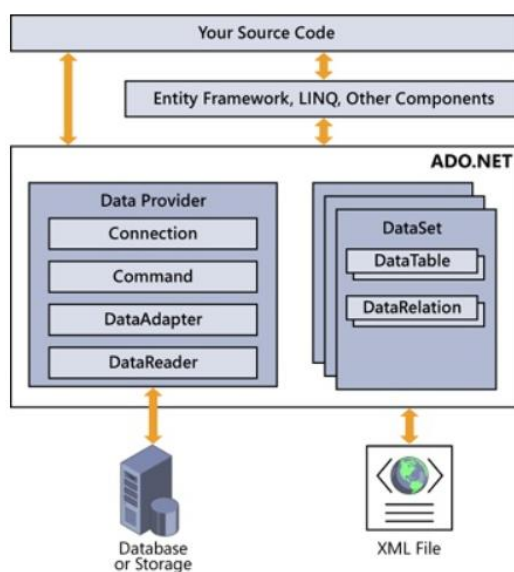 Your Source Code
Entity Framework, LINQ, Other Components
ADO.NET
Data Provider
Connection
Command
DataAdapter
DataReader
DataSet
DataTable
DataRelation
Database
or Storage
XML File